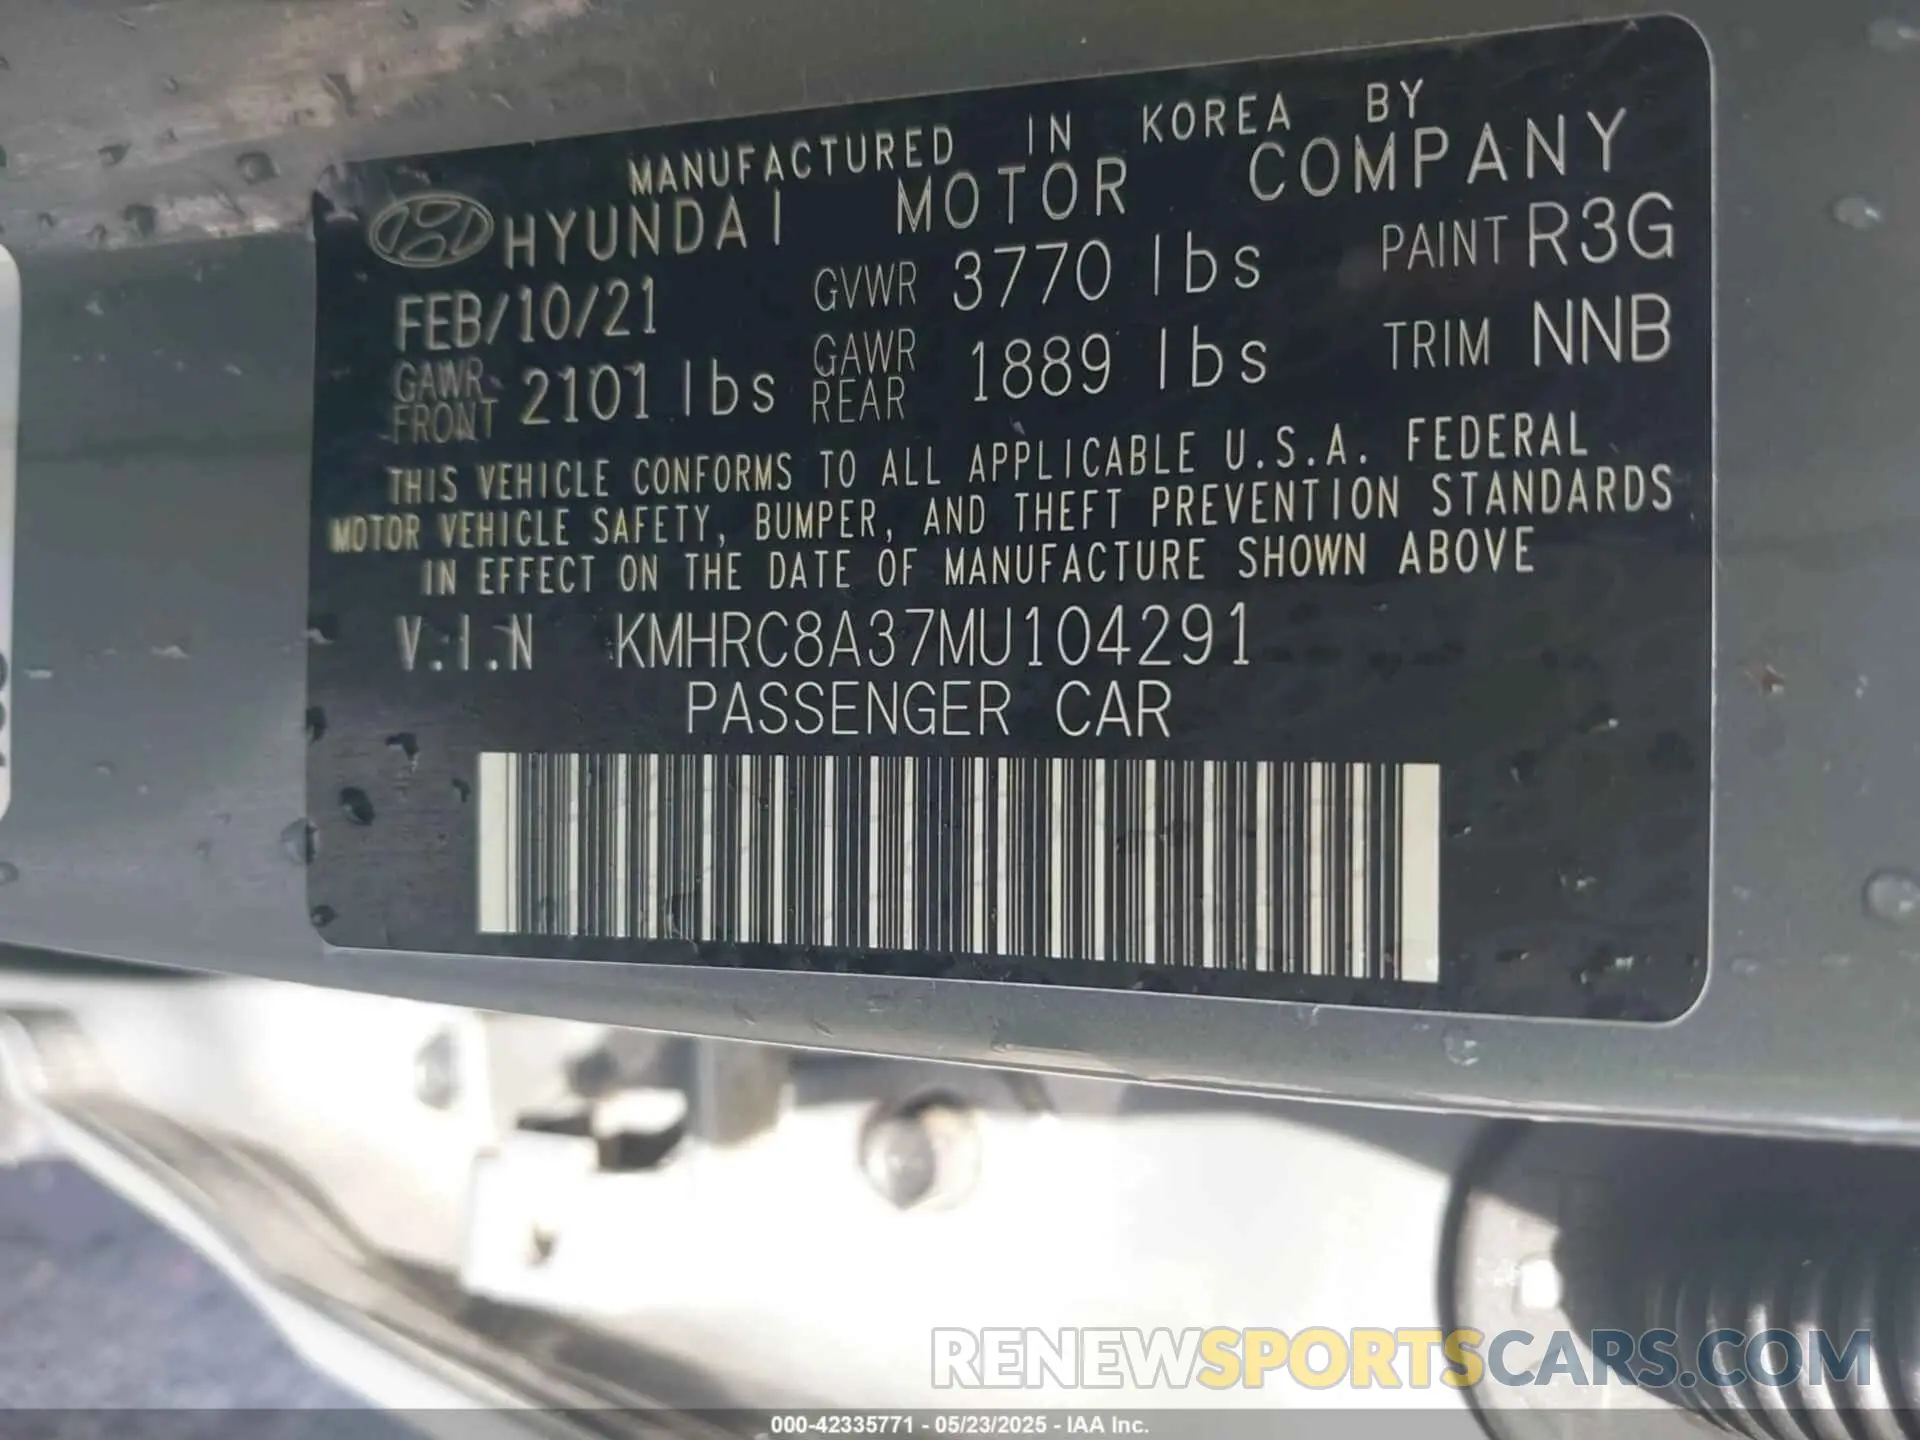 MANUFACTURED IN KOREA BY
HYUNDAI MOTOR COMPANY
FEB/10/21 GVWR 3770 lbs PAINT R3G
GAWR FRONT 2101 lbs GAWR REAR 1889 lbs TRIM NNB
THIS VEHICLE CONFORMS TO ALL APPLICABLE U.S.A. FEDERAL
MOTOR VEHICLE SAFETY, BUMPER, AND THEFT PREVENTION STANDARDS
IN EFFECT ON THE DATE OF MANUFACTURE SHOWN ABOVE
V.I.N KMHRC8A37MU104291
PASSENGER CAR
RENEWSPORTSCARS.COM
000-42335771 - 05/23/2025 - IAA Inc.